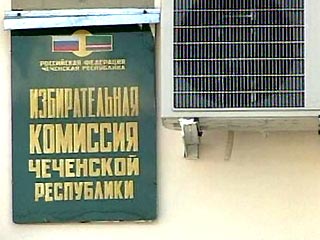 РОССИЙСКАЯ ФЕДЕРАЦИЯ
ЧЕЧЕНСКАЯ РЕСПУБЛИКА
ИЗБИРАТЕЛЬНАЯ
КОМИССИЯ
ЧЕЧЕНСКОЙ
РЕСПУБЛИКИ